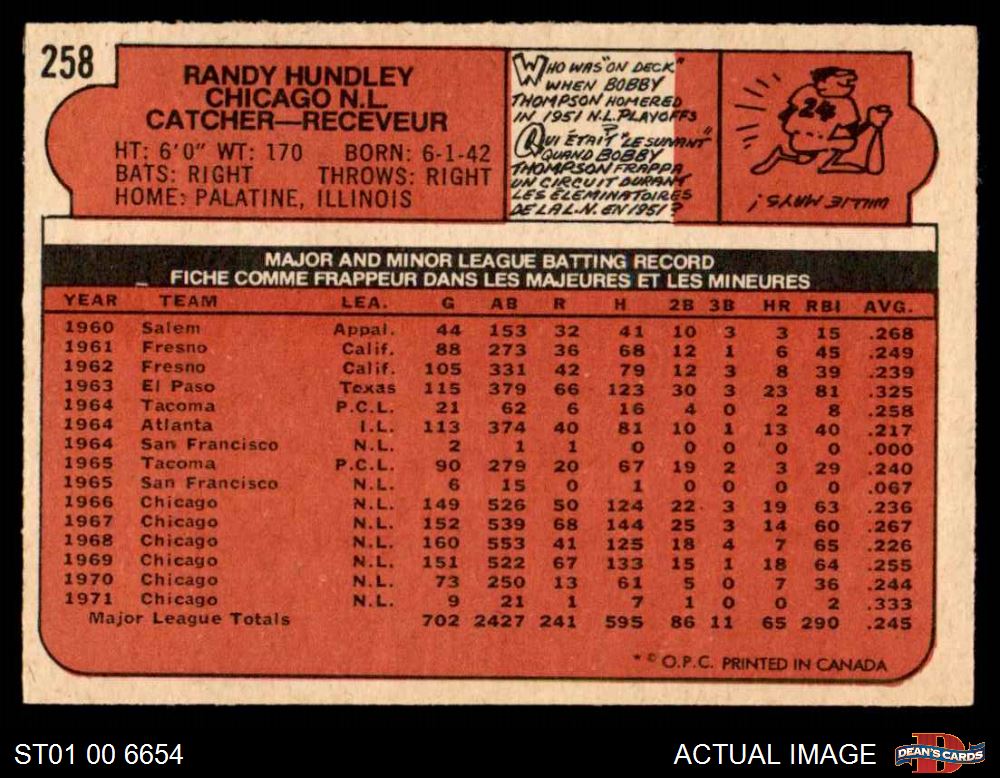 258
RANDY HUNDLEY
CHICAGO N.L.
CATCHER—RECEVEUR
HT: 6'0" WT: 170 BORN: 6-1-42
BATS: RIGHT THROWS: RIGHT
HOME: PALATINE, ILLINOIS
WHO WAS "ON DECK"
WHEN BOBBY
THOMPSON HOMERED
IN 1951 N.L. PLAYOFFS
?
QUI ÉTAIT "LE SUIVANT"
QUAND BOBBY
THOMPSON FRAPPA
UN CIRCUIT DURANT
LES ÉLEMINATOIRES
DE LA L.-N. EN 1951?
24
WILLIE MAYS!
MAJOR AND MINOR LEAGUE BATTING RECORD
FICHE COMME FRAPPEUR DANS LES MAJEURES ET LES MINEURES
YEAR TEAM LEA. G AB R H 2B 3B HR RBI AVG.
1960 Salem Appal. 44 153 32 41 10 3 3 15 .268
1961 Fresno Calif. 88 273 36 68 12 1 6 45 .249
1962 Fresno Calif. 105 331 42 79 12 3 8 39 .239
1963 El Paso Texas 115 379 66 123 30 3 23 81 .325
1964 Tacoma P.C.L. 21 62 6 16 4 0 2 8 .258
1964 Atlanta I.L. 113 374 40 81 10 1 13 40 .217
1964 San Francisco N.L. 2 1 1 0 0 0 0 0 .000
1965 Tacoma P.C.L. 90 279 20 67 19 2 3 29 .240
1965 San Francisco N.L. 6 15 0 1 0 0 0 0 .067
1966 Chicago N.L. 149 526 50 124 22 3 19 63 .236
1967 Chicago N.L. 152 539 68 144 25 3 14 60 .267
1968 Chicago N.L. 160 553 41 125 18 4 7 65 .226
1969 Chicago N.L. 151 522 67 133 15 1 18 64 .255
1970 Chicago N.L. 73 250 13 61 5 0 7 36 .244
1971 Chicago N.L. 9 21 1 7 1 0 0 2 .333
Major League Totals 702 2427 241 595 86 11 65 290 .245
* © O.P.C. PRINTED IN CANADA
ST01 00 6654
ACTUAL IMAGE
D
DEAN'S CARDS